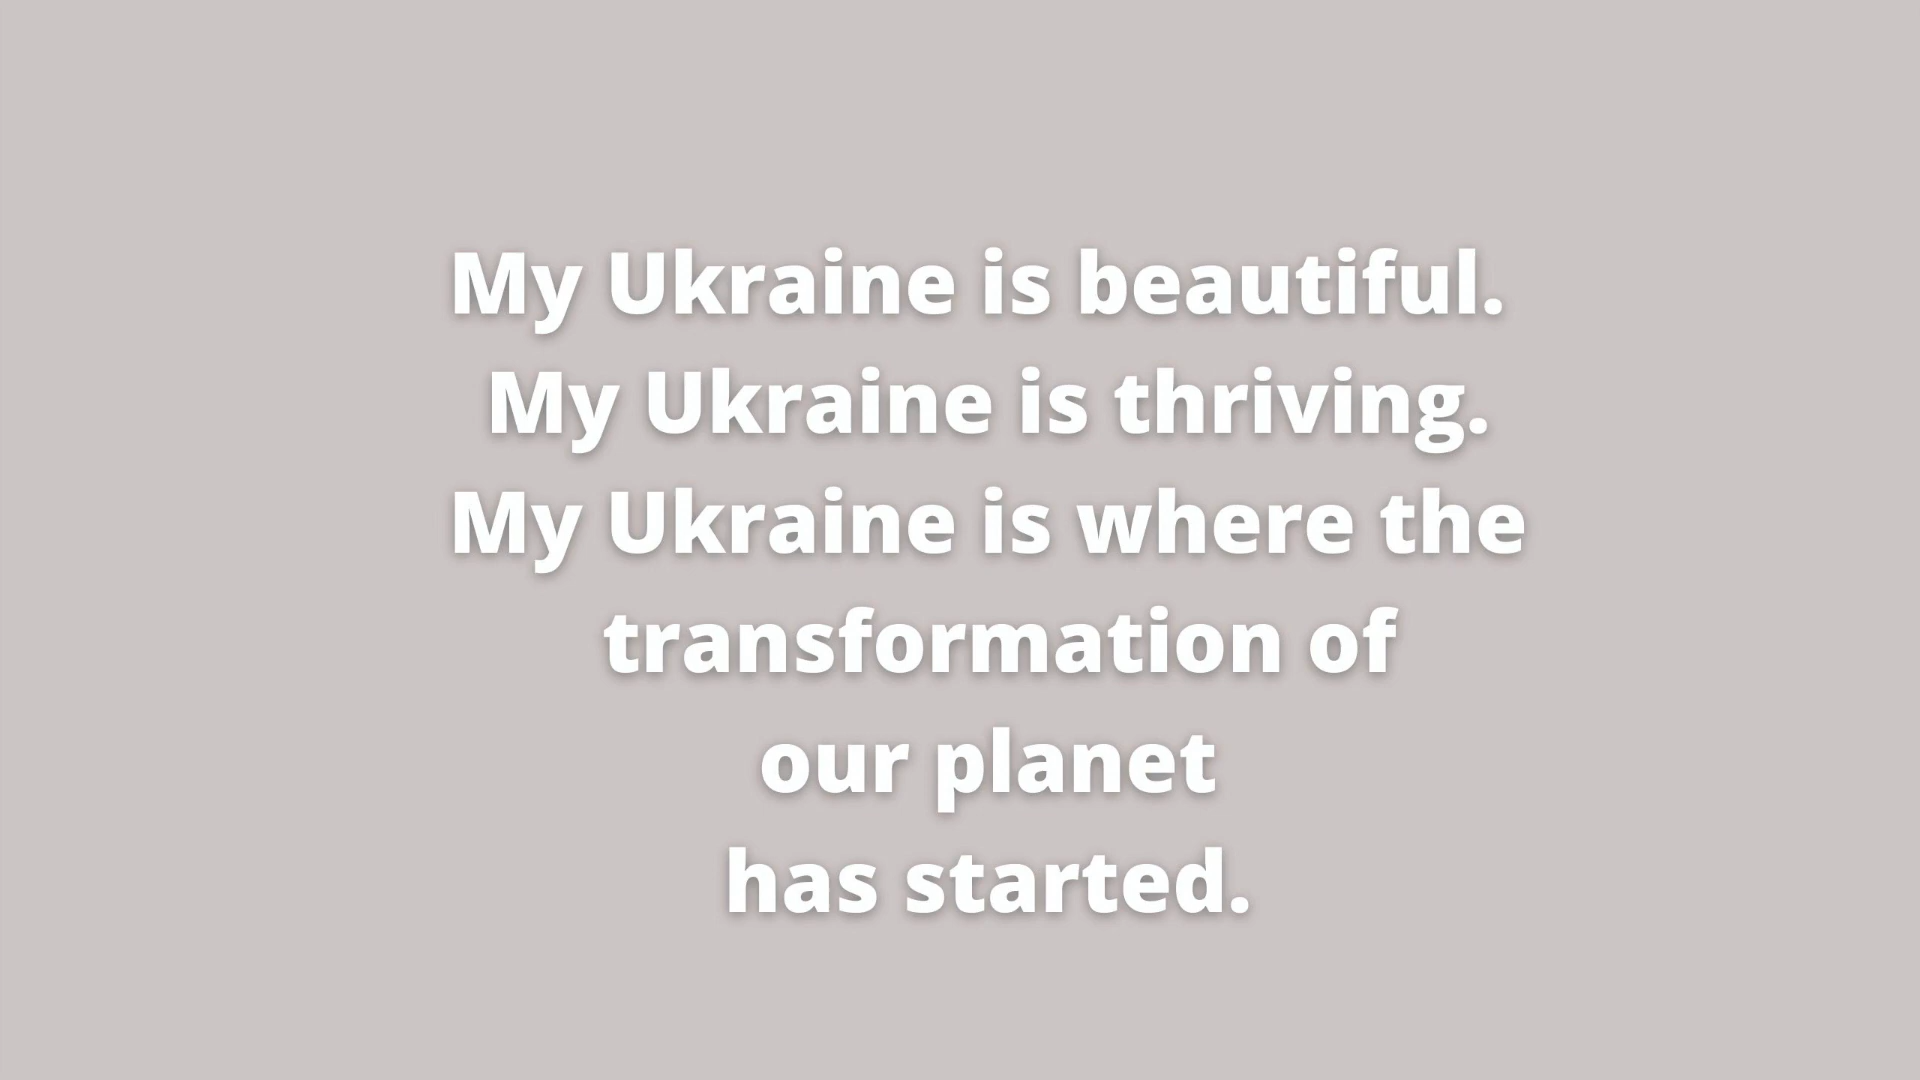 My Ukraine is beautiful.
My Ukraine is thriving.
My Ukraine is where the
transformation of
our planet
has started.